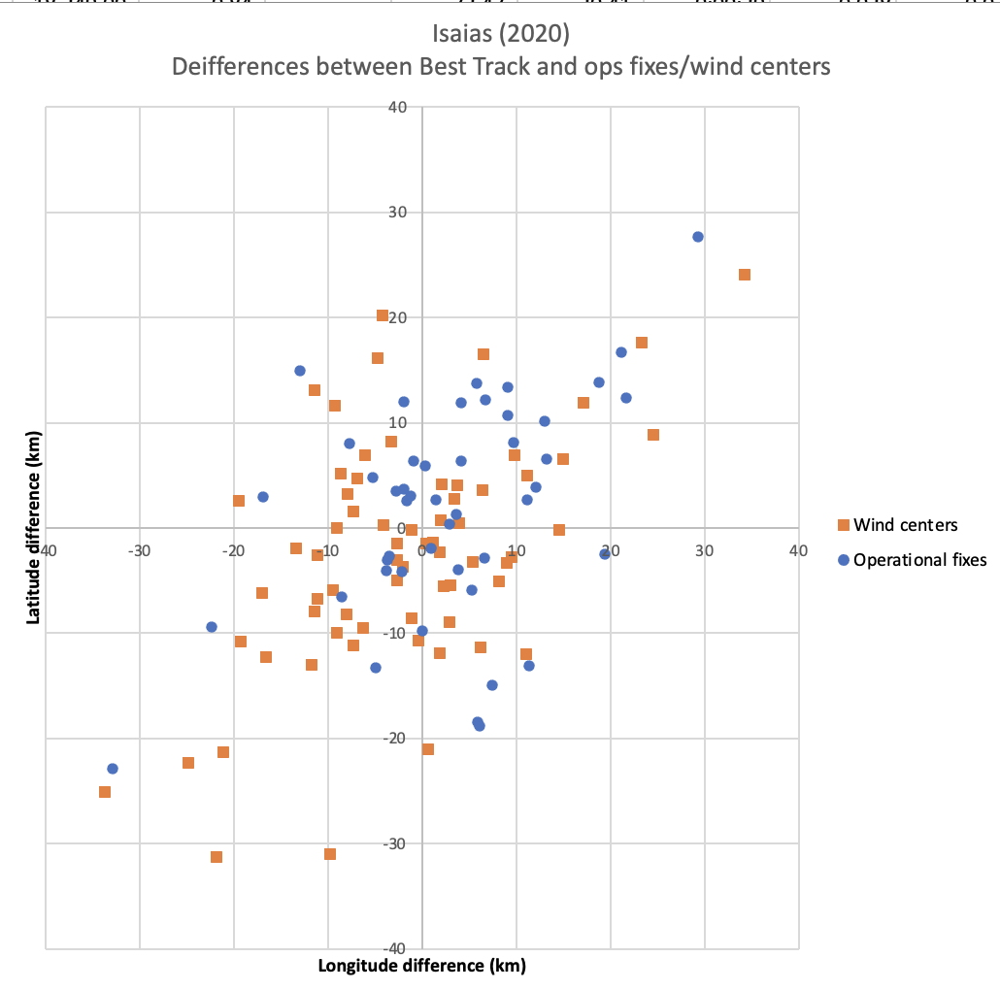 Isaias (2020)
Deifferences between Best Track and ops fixes/wind centers
40
30
20
10
0
-40 -30 -20 -10 0 10 20 30 40
-10
-20
-30
-40
Latitude difference (km)
Longitude difference (km)
Wind centers
Operational fixes